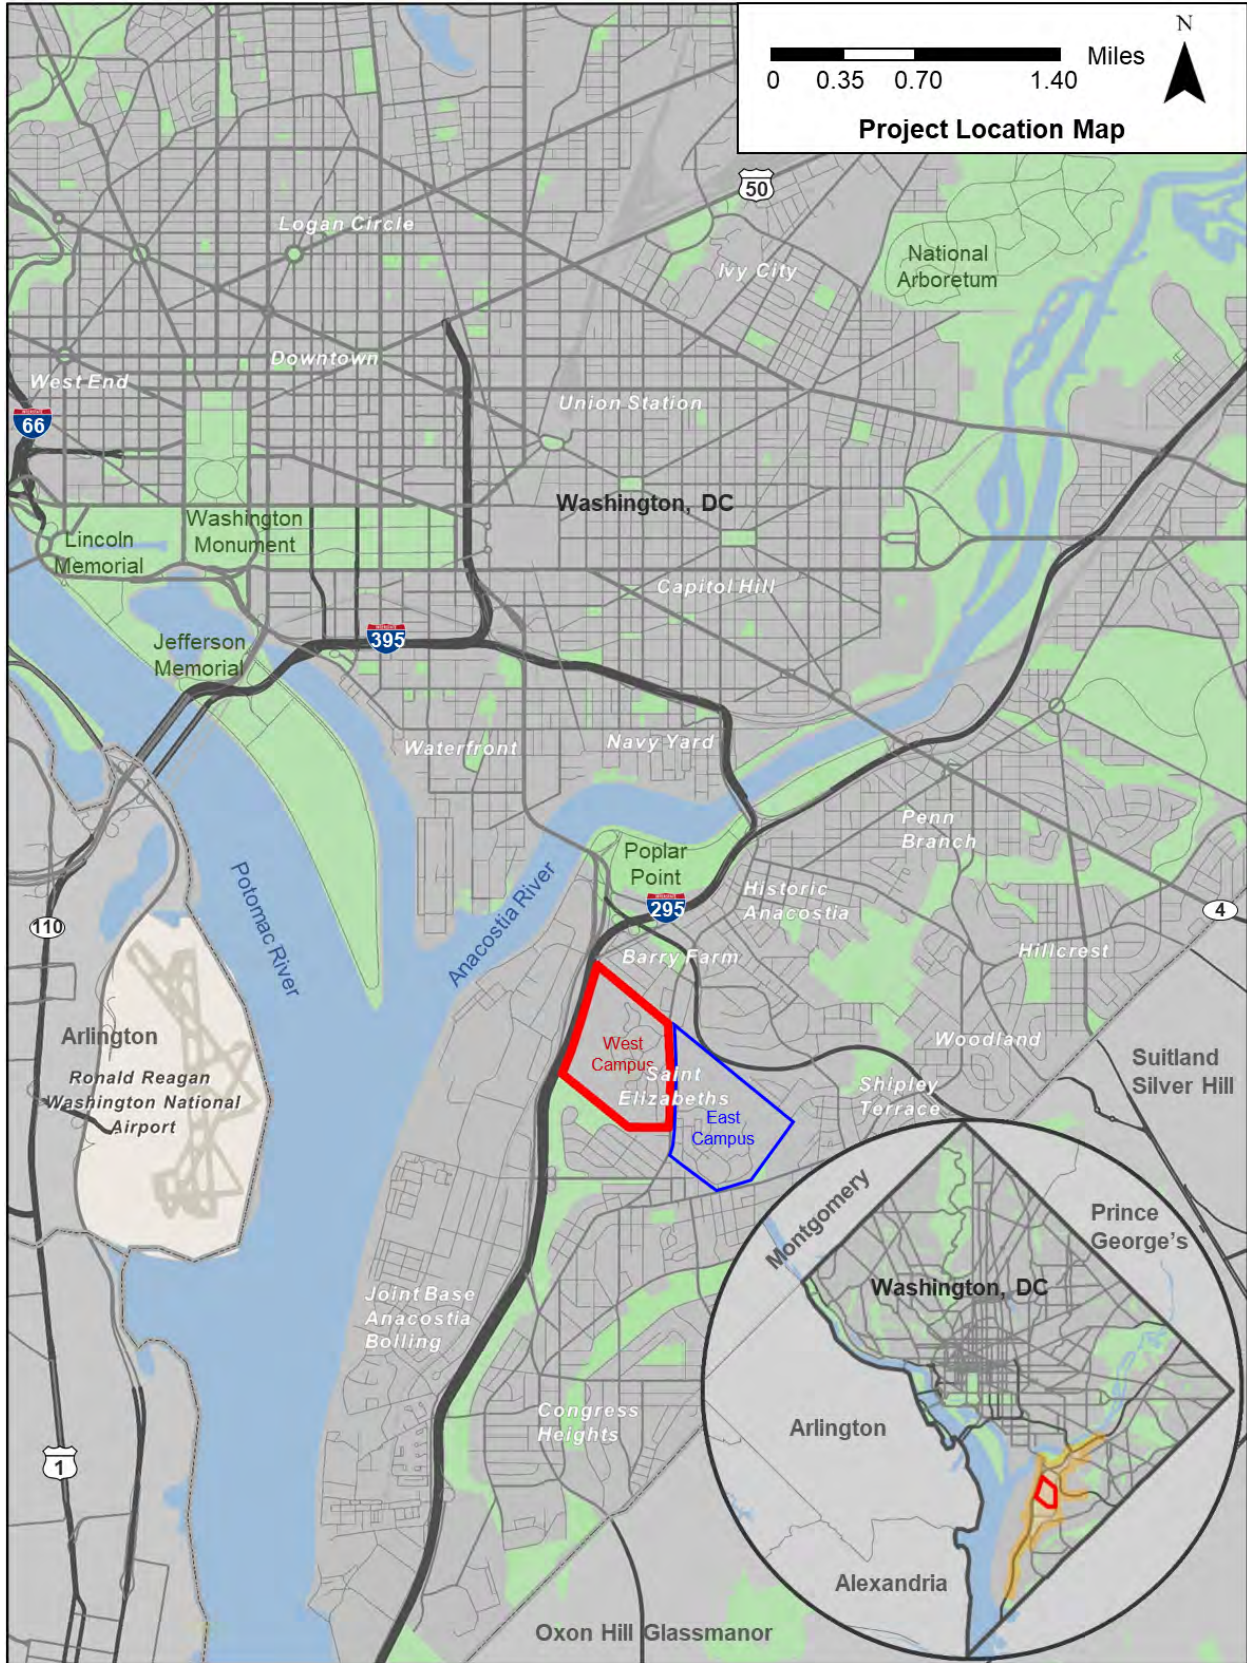 N
Miles
0 0.35 0.70 1.40
Project Location Map
50
Logan Circle
National
Arboretum
Ivy City
Downtown
West End
Union Station
66
Washington, DC
Washington
Monument
Lincoln
Memorial
Capitol Hill
395
Jefferson
Memorial
Waterfront
Navy Yard
Penn
Branch
Poplar
Point
Potomac River
Anacostia River
Historic
Anacostia
295
4
110
Barry Farm
Hillcrest
Arlington
West
Campus
Woodland
Suitland
Silver Hill
Ronald Reagan
Washington National
Airport
Saint
Elizabeths
Shipley
Terrace
East
Campus
Montgomery
Prince
George's
Washington, DC
Joint Base
Anacostia
Bolling
Congress
Heights
Arlington
1
Alexandria
Oxon Hill Glassmanor